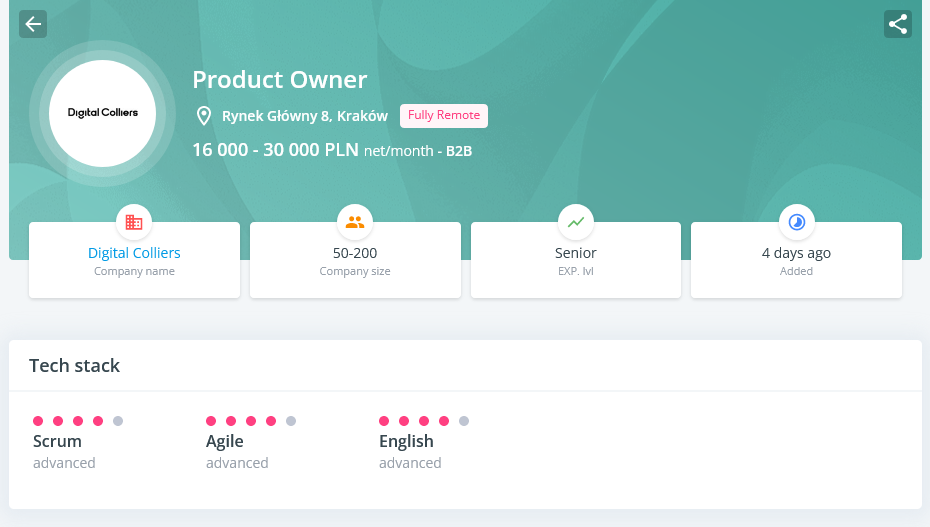 Digital Colliers
Product Owner
Rynek Główny 8, Kraków Fully Remote
16 000 - 30 000 PLN net/month - B2B
Digital Colliers
Company name
50-200
Company size
Senior
EXP. lvl
4 days ago
Added
Tech stack
Scrum
advanced
Agile
advanced
English
advanced